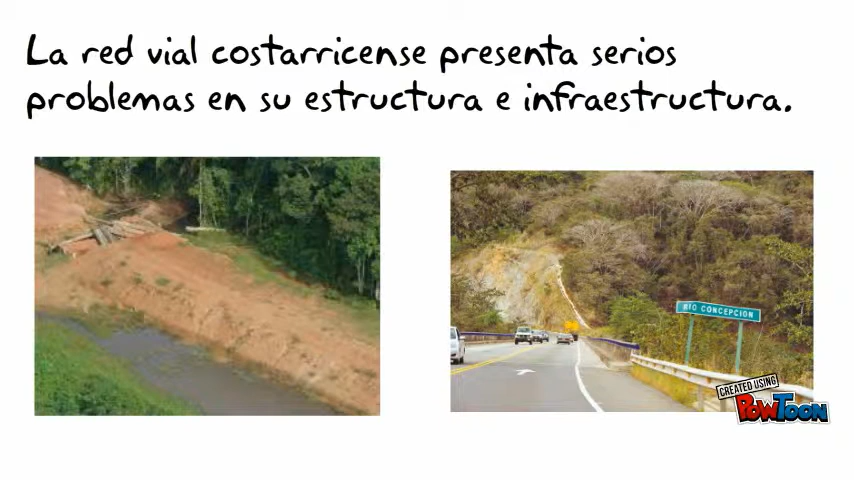 La red vial costarricense presenta serios
problemas en su estructura e infraestructura.
RIO CONCEPCION
CREATED USING
POWTOON